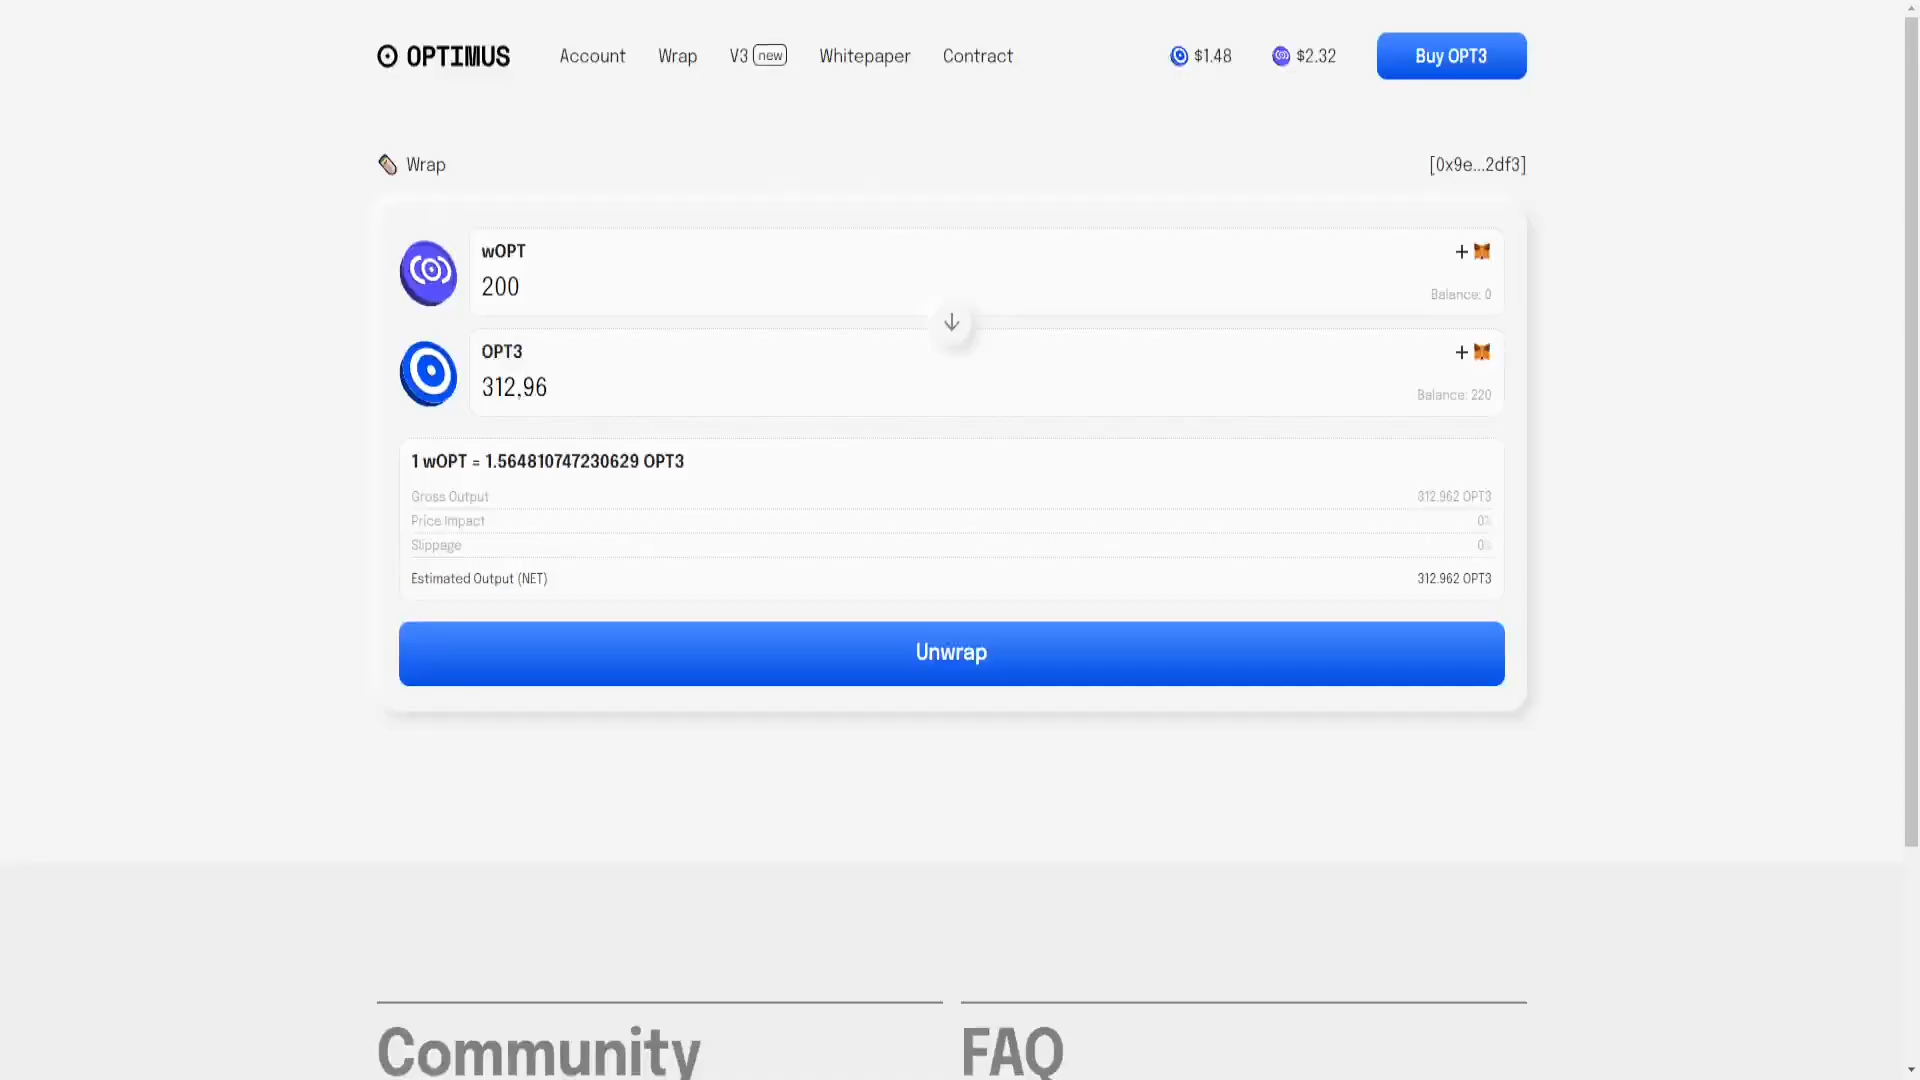 OPTIMUS Account Wrap V3 new Whitepaper Contract $1.48 $2.32 Buy OPT3
Wrap [0x9e...2df3]
wOPT
200
Balance: 0
OPT3
312,96
Balance: 220
1 wOPT = 1.564810747230629 OPT3
Gross Output 312.962 OPT3
Price Impact 0%
Slippage 0%
Estimated Output (NET) 312.962 OPT3
Unwrap
Community FAQ